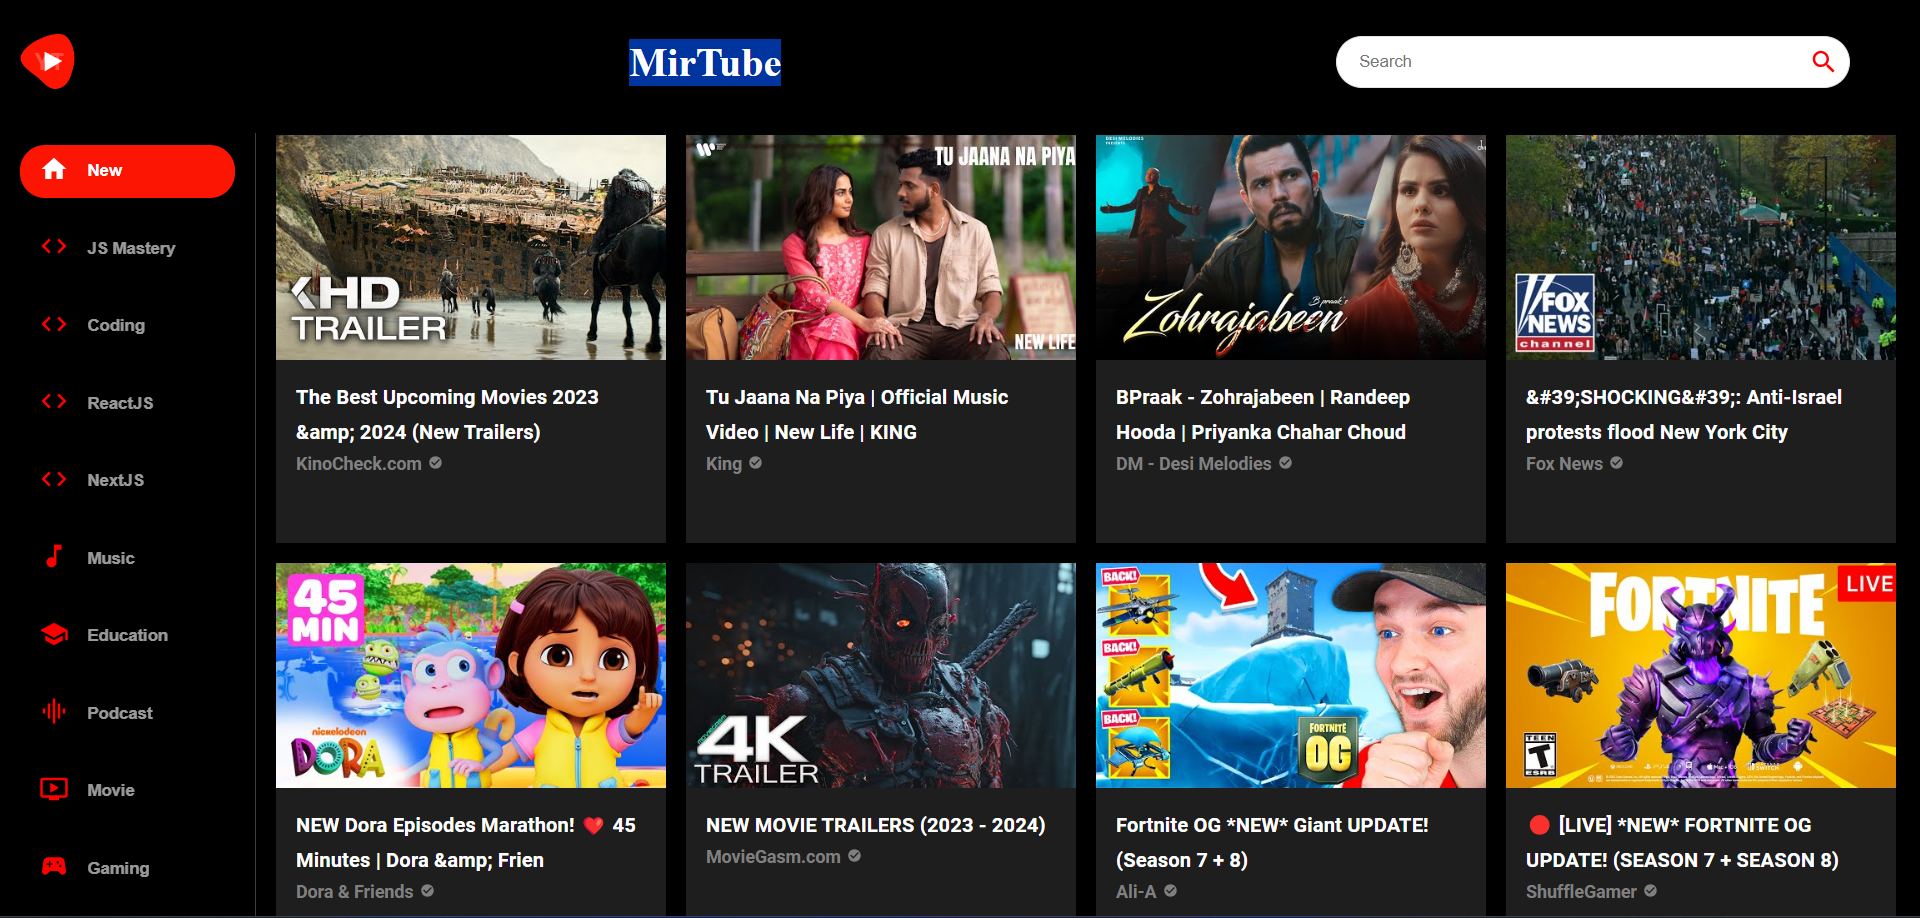 MirTube
Search
New
JS Mastery
Coding
ReactJS
NextJS
Music
Education
Podcast
Movie
Gaming
KHD
TRAILER
The Best Upcoming Movies 2023
&amp; 2024 (New Trailers)
KinoCheck.com
TU JAANA NA PIYA
NEW LIFE
Tu Jaana Na Piya | Official Music
Video | New Life | KING
King
DESI MELODIES
PRESENTS
B praak's
Zohrajabeen
BPraak - Zohrajabeen | Randeep
Hooda | Priyanka Chahar Choud
DM - Desi Melodies
FOX
NEWS
channel
&#39;SHOCKING&#39;: Anti-Israel
protests flood New York City
Fox News
45
MIN
nickelodeon
DORA
NEW Dora Episodes Marathon! ❤️ 45
Minutes | Dora &amp; Frien
Dora & Friends
4K
TRAILER
NEW MOVIE TRAILERS (2023 - 2024)
MovieGasm.com
BACK!
BACK!
BACK!
FORTNITE
OG
Fortnite OG *NEW* Giant UPDATE!
(Season 7 + 8)
Ali-A
FORTNITE
LIVE
TEEN
T
ESRB
🔴 [LIVE] *NEW* FORTNITE OG
UPDATE! (SEASON 7 + SEASON 8)
ShuffleGamer